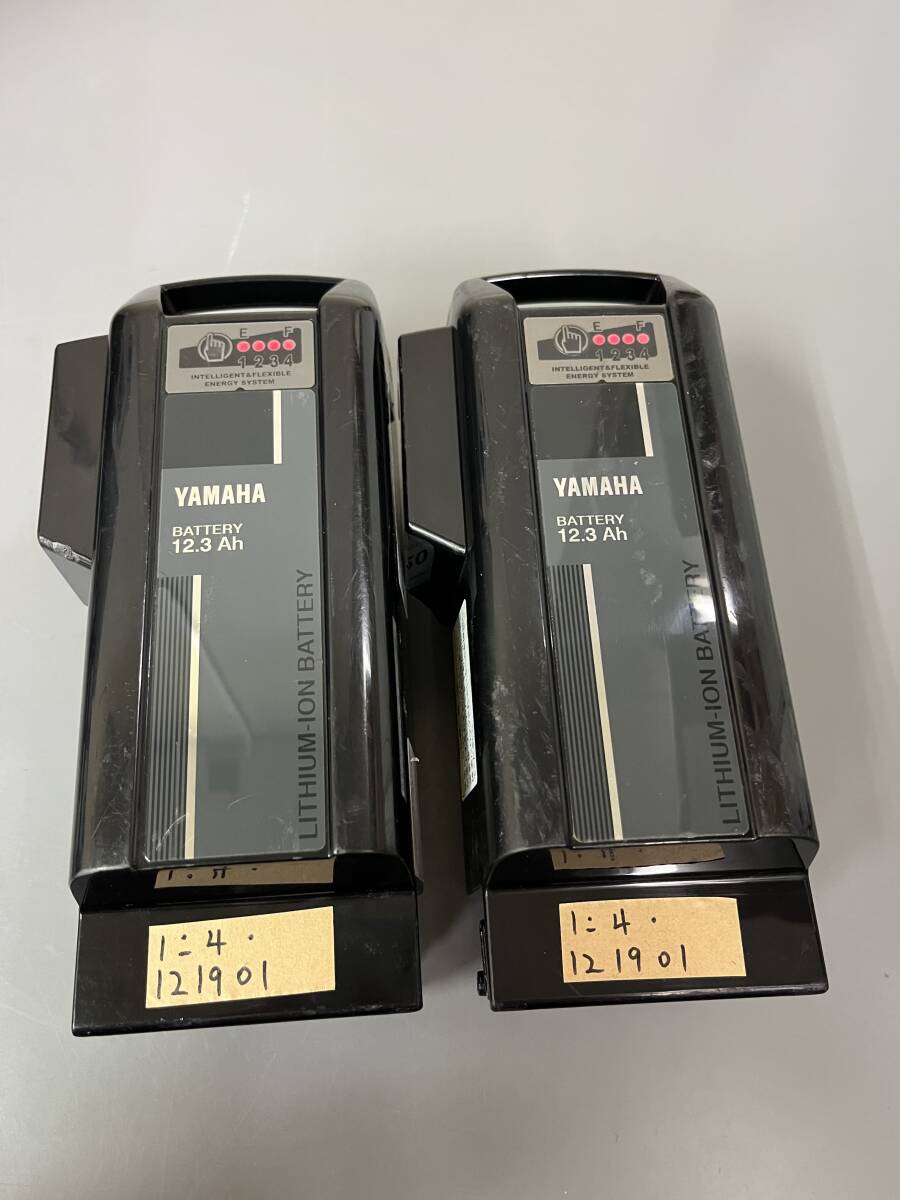 E F
1 2 3 4
INTELLIGENT&FLEXIBLE
ENERGY SYSTEM
YAMAHA
BATTERY
12.3 Ah
LITHIUM-ION BATTERY
1:4.
121901
E F
1 2 3 4
INTELLIGENT&FLEXIBLE
ENERGY SYSTEM
YAMAHA
BATTERY
12.3 Ah
LITHIUM-ION BATTERY
1:4.
121901